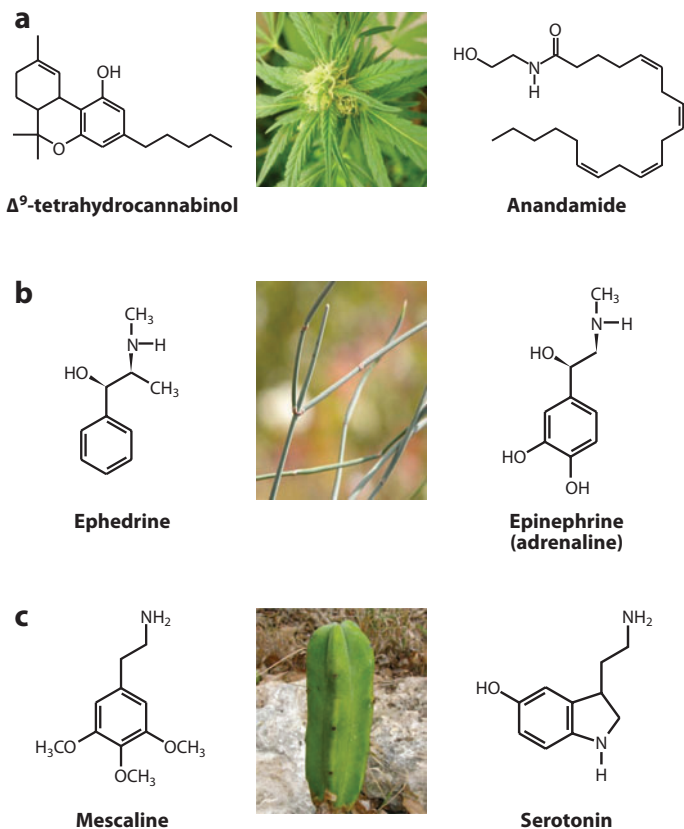 a
OH
O
Δ⁹-tetrahydrocannabinol
O
HO
N
H
Anandamide
b
CH₃
N
H
HO
CH₃
Ephedrine
CH₃
N
H
HO
HO
OH
Epinephrine
(adrenaline)
c
NH₂
H₃CO
OCH₃
OCH₃
Mescaline
NH₂
HO
N
H
Serotonin